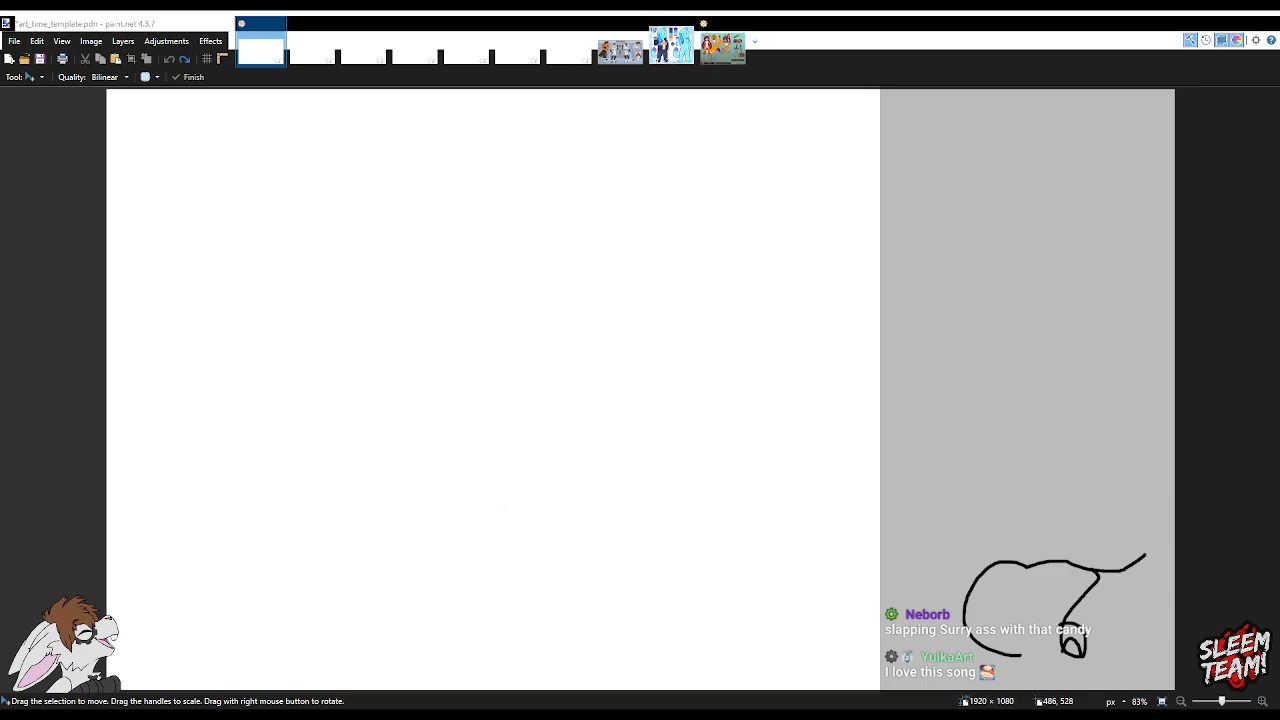 *art_time_template.pdn - paint.net 4.3.7
File Edit View Image Layers Adjustments Effects
Tool Quality: Bilinear Finish
Neborb
slapping Surry ass with that candy
YulkaArt
I love this song
SLEEM
TEAM!
Drag the selection to move. Drag the handles to scale. Drag with right mouse button to rotate.
1920 × 1080
486, 528
px
83%